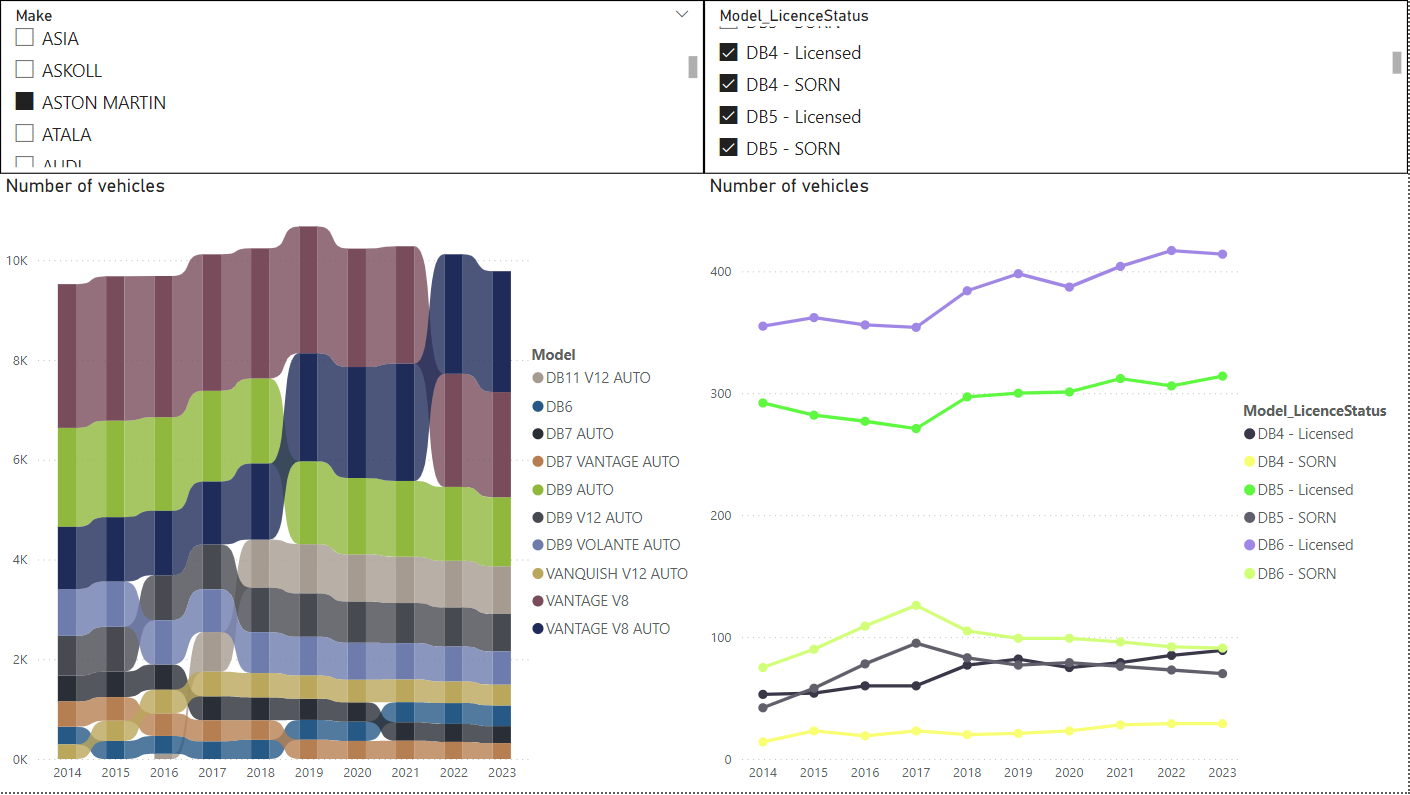 Make
ASIA
ASKOLL
ASTON MARTIN
ATALA
AUDI
Model_LicenceStatus
DB4 - Licensed
DB4 - SORN
DB5 - Licensed
DB5 - SORN
Number of vehicles
10K
8K
6K
4K
2K
0K
2014 2015 2016 2017 2018 2019 2020 2021 2022 2023
Model
DB11 V12 AUTO
DB6
DB7 AUTO
DB7 VANTAGE AUTO
DB9 AUTO
DB9 V12 AUTO
DB9 VOLANTE AUTO
VANQUISH V12 AUTO
VANTAGE V8
VANTAGE V8 AUTO
Number of vehicles
400
300
200
100
0
2014 2015 2016 2017 2018 2019 2020 2021 2022 2023
Model_LicenceStatus
DB4 - Licensed
DB4 - SORN
DB5 - Licensed
DB5 - SORN
DB6 - Licensed
DB6 - SORN